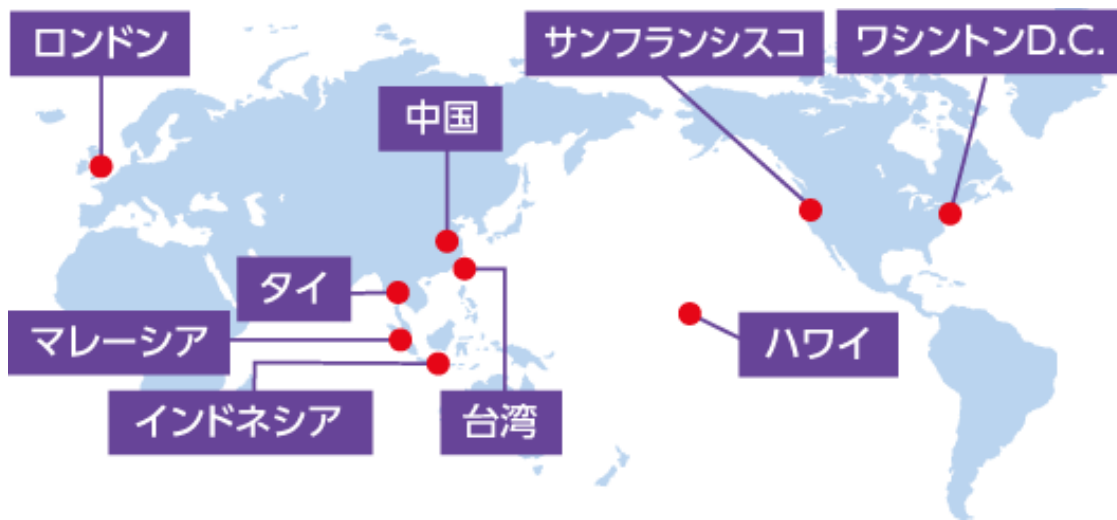 ロンドン
サンフランシスコ
ワシントンD.C.
中国
タイ
マレーシア
ハワイ
インドネシア
台湾